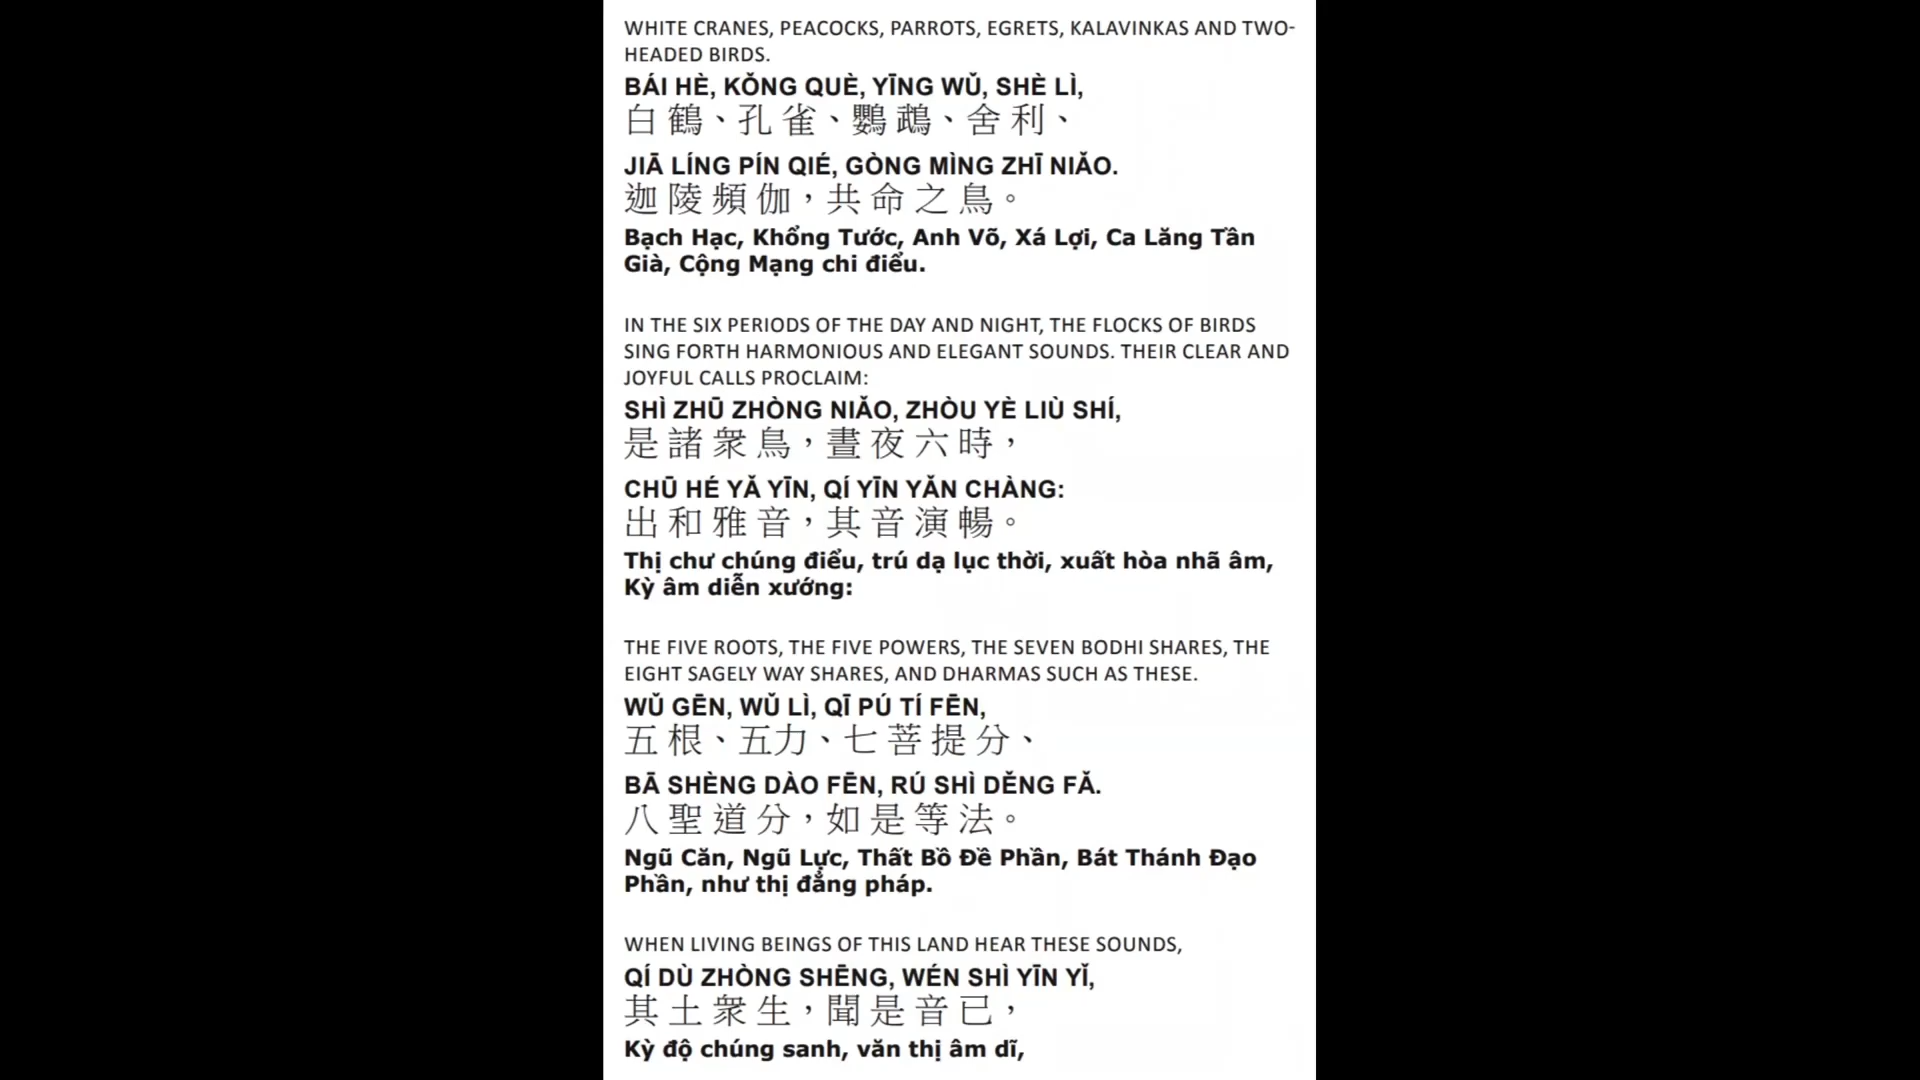 WHITE CRANES, PEACOCKS, PARROTS, EGRETS, KALAVINKAS AND TWO-
HEADED BIRDS.
BÁI HÈ, KǑNG QUÈ, YĪNG WǓ, SHÈ LÌ,
白鶴、孔雀、鸚鵡、舍利、
JIĀ LÍNG PÍN QIÉ, GÒNG MÌNG ZHĪ NIǍO.
迦陵頻伽，共命之鳥。
Bạch Hạc, Khổng Tước, Anh Võ, Xá Lợi, Ca Lăng Tần
Già, Cộng Mạng chi điểu.
IN THE SIX PERIODS OF THE DAY AND NIGHT, THE FLOCKS OF BIRDS
SING FORTH HARMONIOUS AND ELEGANT SOUNDS. THEIR CLEAR AND
JOYFUL CALLS PROCLAIM:
SHÌ ZHŪ ZHÒNG NIǍO, ZHÒU YÈ LIÙ SHÍ,
是諸衆鳥，晝夜六時，
CHŪ HÉ YǍ YĪN, QÍ YĪN YǍN CHÀNG:
出和雅音，其音演暢。
Thị chư chúng điểu, trú dạ lục thời, xuất hòa nhã âm,
Kỳ âm diễn xướng:
THE FIVE ROOTS, THE FIVE POWERS, THE SEVEN BODHI SHARES, THE
EIGHT SAGELY WAY SHARES, AND DHARMAS SUCH AS THESE.
WǓ GĒN, WǓ LÌ, QĪ PÚ TÍ FĒN,
五根、五力、七菩提分、
BĀ SHÈNG DÀO FĒN, RÚ SHÌ DĚNG FǍ.
八聖道分，如是等法。
Ngũ Căn, Ngũ Lực, Thất Bồ Đề Phần, Bát Thánh Đạo
Phần, như thị đẳng pháp.
WHEN LIVING BEINGS OF THIS LAND HEAR THESE SOUNDS,
QÍ DÙ ZHÒNG SHĒNG, WÉN SHÌ YĪN YǏ,
其土衆生，聞是音已，
Kỳ độ chúng sanh, văn thị âm dĩ,